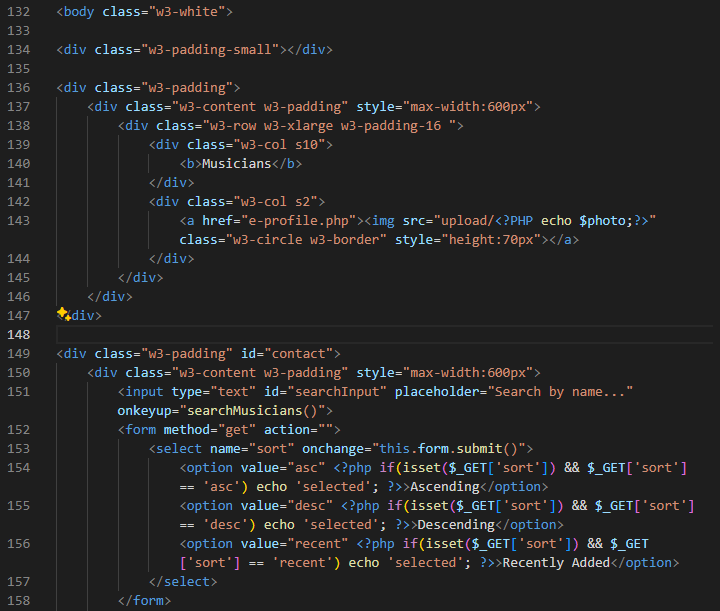 132 <body class="w3-white">
133
134 <div class="w3-padding-small"></div>
135
136 <div class="w3-padding">
137     <div class="w3-content w3-padding" style="max-width:600px">
138         <div class="w3-row w3-xlarge w3-padding-16 ">
139             <div class="w3-col s10">
140                 <b>Musicians</b>
141             </div>
142             <div class="w3-col s2">
143                 <a href="e-profile.php"><img src="upload/<?PHP echo $photo;?>"
                class="w3-circle w3-border" style="height:70px"></a>
144             </div>
145         </div>
146     </div>
147 div>
148
149 <div class="w3-padding" id="contact">
150     <div class="w3-content w3-padding" style="max-width:600px">
151         <input type="text" id="searchInput" placeholder="Search by name..."
        onkeyup="searchMusicians()">
152         <form method="get" action="">
153             <select name="sort" onchange="this.form.submit()">
154                 <option value="asc" <?php if(isset($_GET['sort']) && $_GET['sort']
                == 'asc') echo 'selected'; ?>>Ascending</option>
155                 <option value="desc" <?php if(isset($_GET['sort']) && $_GET['sort']
                == 'desc') echo 'selected'; ?>>Descending</option>
156                 <option value="recent" <?php if(isset($_GET['sort']) && $_GET
                ['sort'] == 'recent') echo 'selected'; ?>>Recently Added</option>
157             </select>
158         </form>